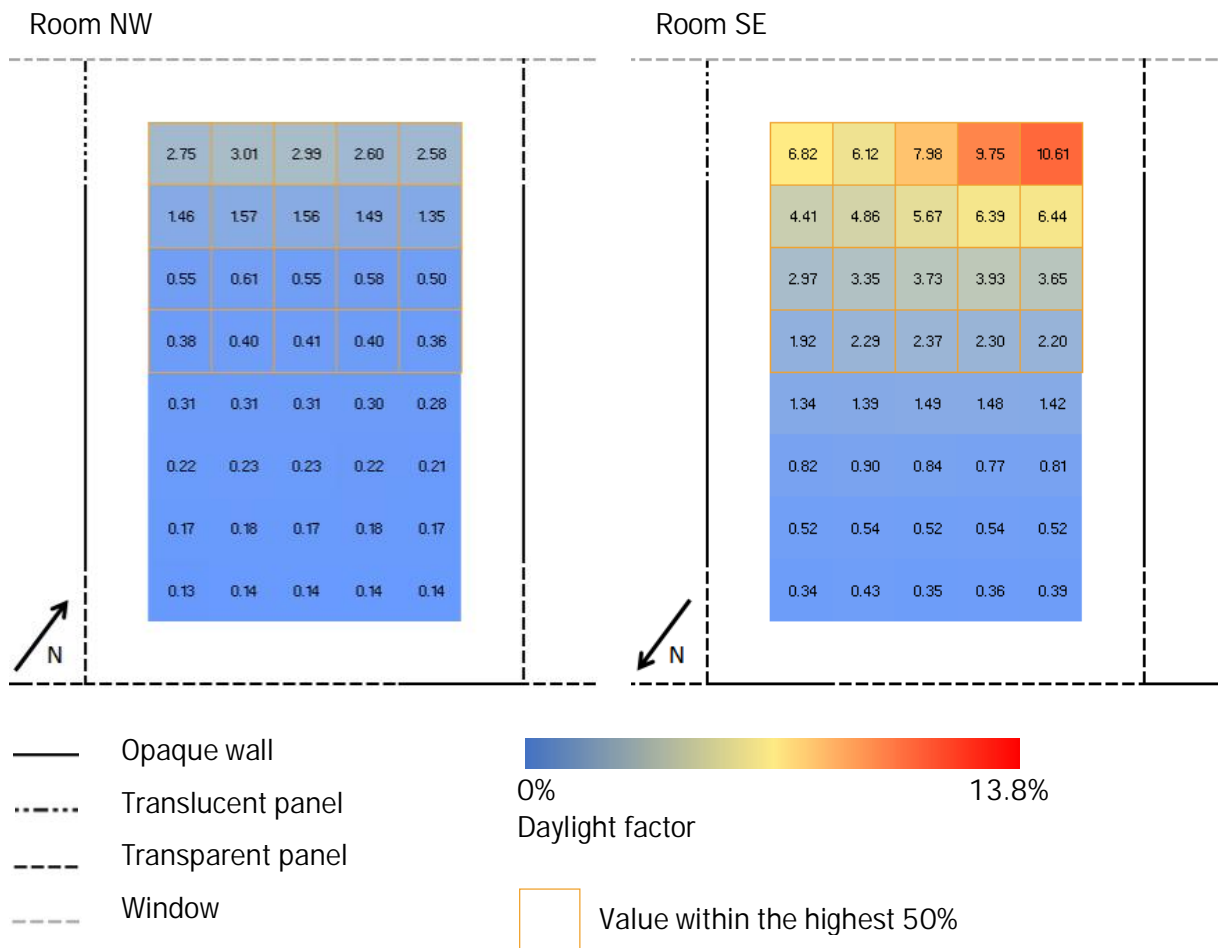 Room NW Room SE
2.75 3.01 2.99 2.60 2.58 6.82 6.12 7.98 9.75 10.61
1.46 1.57 1.56 1.49 1.35 4.41 4.86 5.67 6.39 6.44
0.55 0.61 0.55 0.58 0.50 2.97 3.35 3.73 3.93 3.65
0.38 0.40 0.41 0.40 0.36 1.92 2.29 2.37 2.30 2.20
0.31 0.31 0.31 0.30 0.28 1.34 1.39 1.49 1.48 1.42
0.22 0.23 0.23 0.22 0.21 0.82 0.90 0.84 0.77 0.81
0.17 0.18 0.17 0.18 0.17 0.52 0.54 0.52 0.54 0.52
0.13 0.14 0.14 0.14 0.14 0.34 0.43 0.35 0.36 0.39
N N
Opaque wall
Translucent panel
Transparent panel
Window
0% 13.8%
Daylight factor
Value within the highest 50%